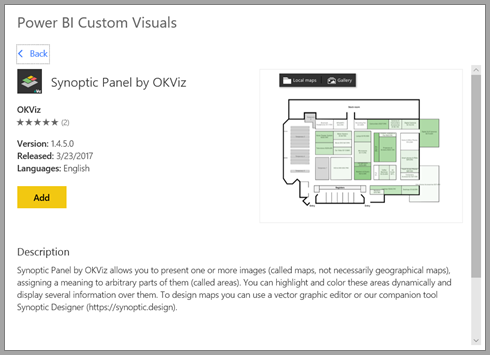 Power BI Custom Visuals
Back
Synoptic Panel by OKViz
OKViz
(2)
Version: 1.4.5.0
Released: 3/23/2017
Languages: English
Add
Local maps
Gallery
Description
Synoptic Panel by OKViz allows you to present one or more images (called maps, not necessarily geographical maps),
assigning a meaning to arbitrary parts of them (called areas). You can highlight and color these areas dynamically and
display several information over them. To design maps you can use a vector graphic editor or our companion tool
Synoptic Designer (https://synoptic.design).